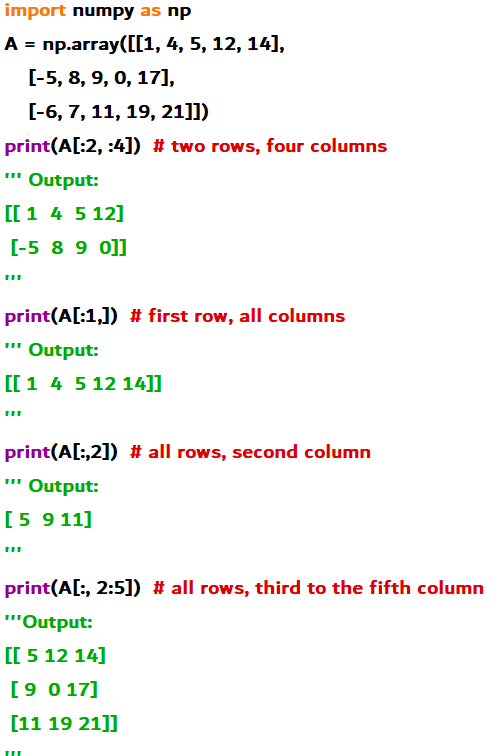 import numpy as np
A = np.array([[1, 4, 5, 12, 14],
[-5, 8, 9, 0, 17],
[-6, 7, 11, 19, 21]])
print(A[:2, :4])  # two rows, four columns
''' Output:
[[ 1  4  5 12]
[-5  8  9  0]]
'''
print(A[:1,])  # first row, all columns
''' Output:
[[ 1  4  5 12 14]]
'''
print(A[:,2])  # all rows, second column
''' Output:
[ 5  9 11]
'''
print(A[:, 2:5])  # all rows, third to the fifth column
'''Output:
[[ 5 12 14]
[ 9  0 17]
[11 19 21]]
'''